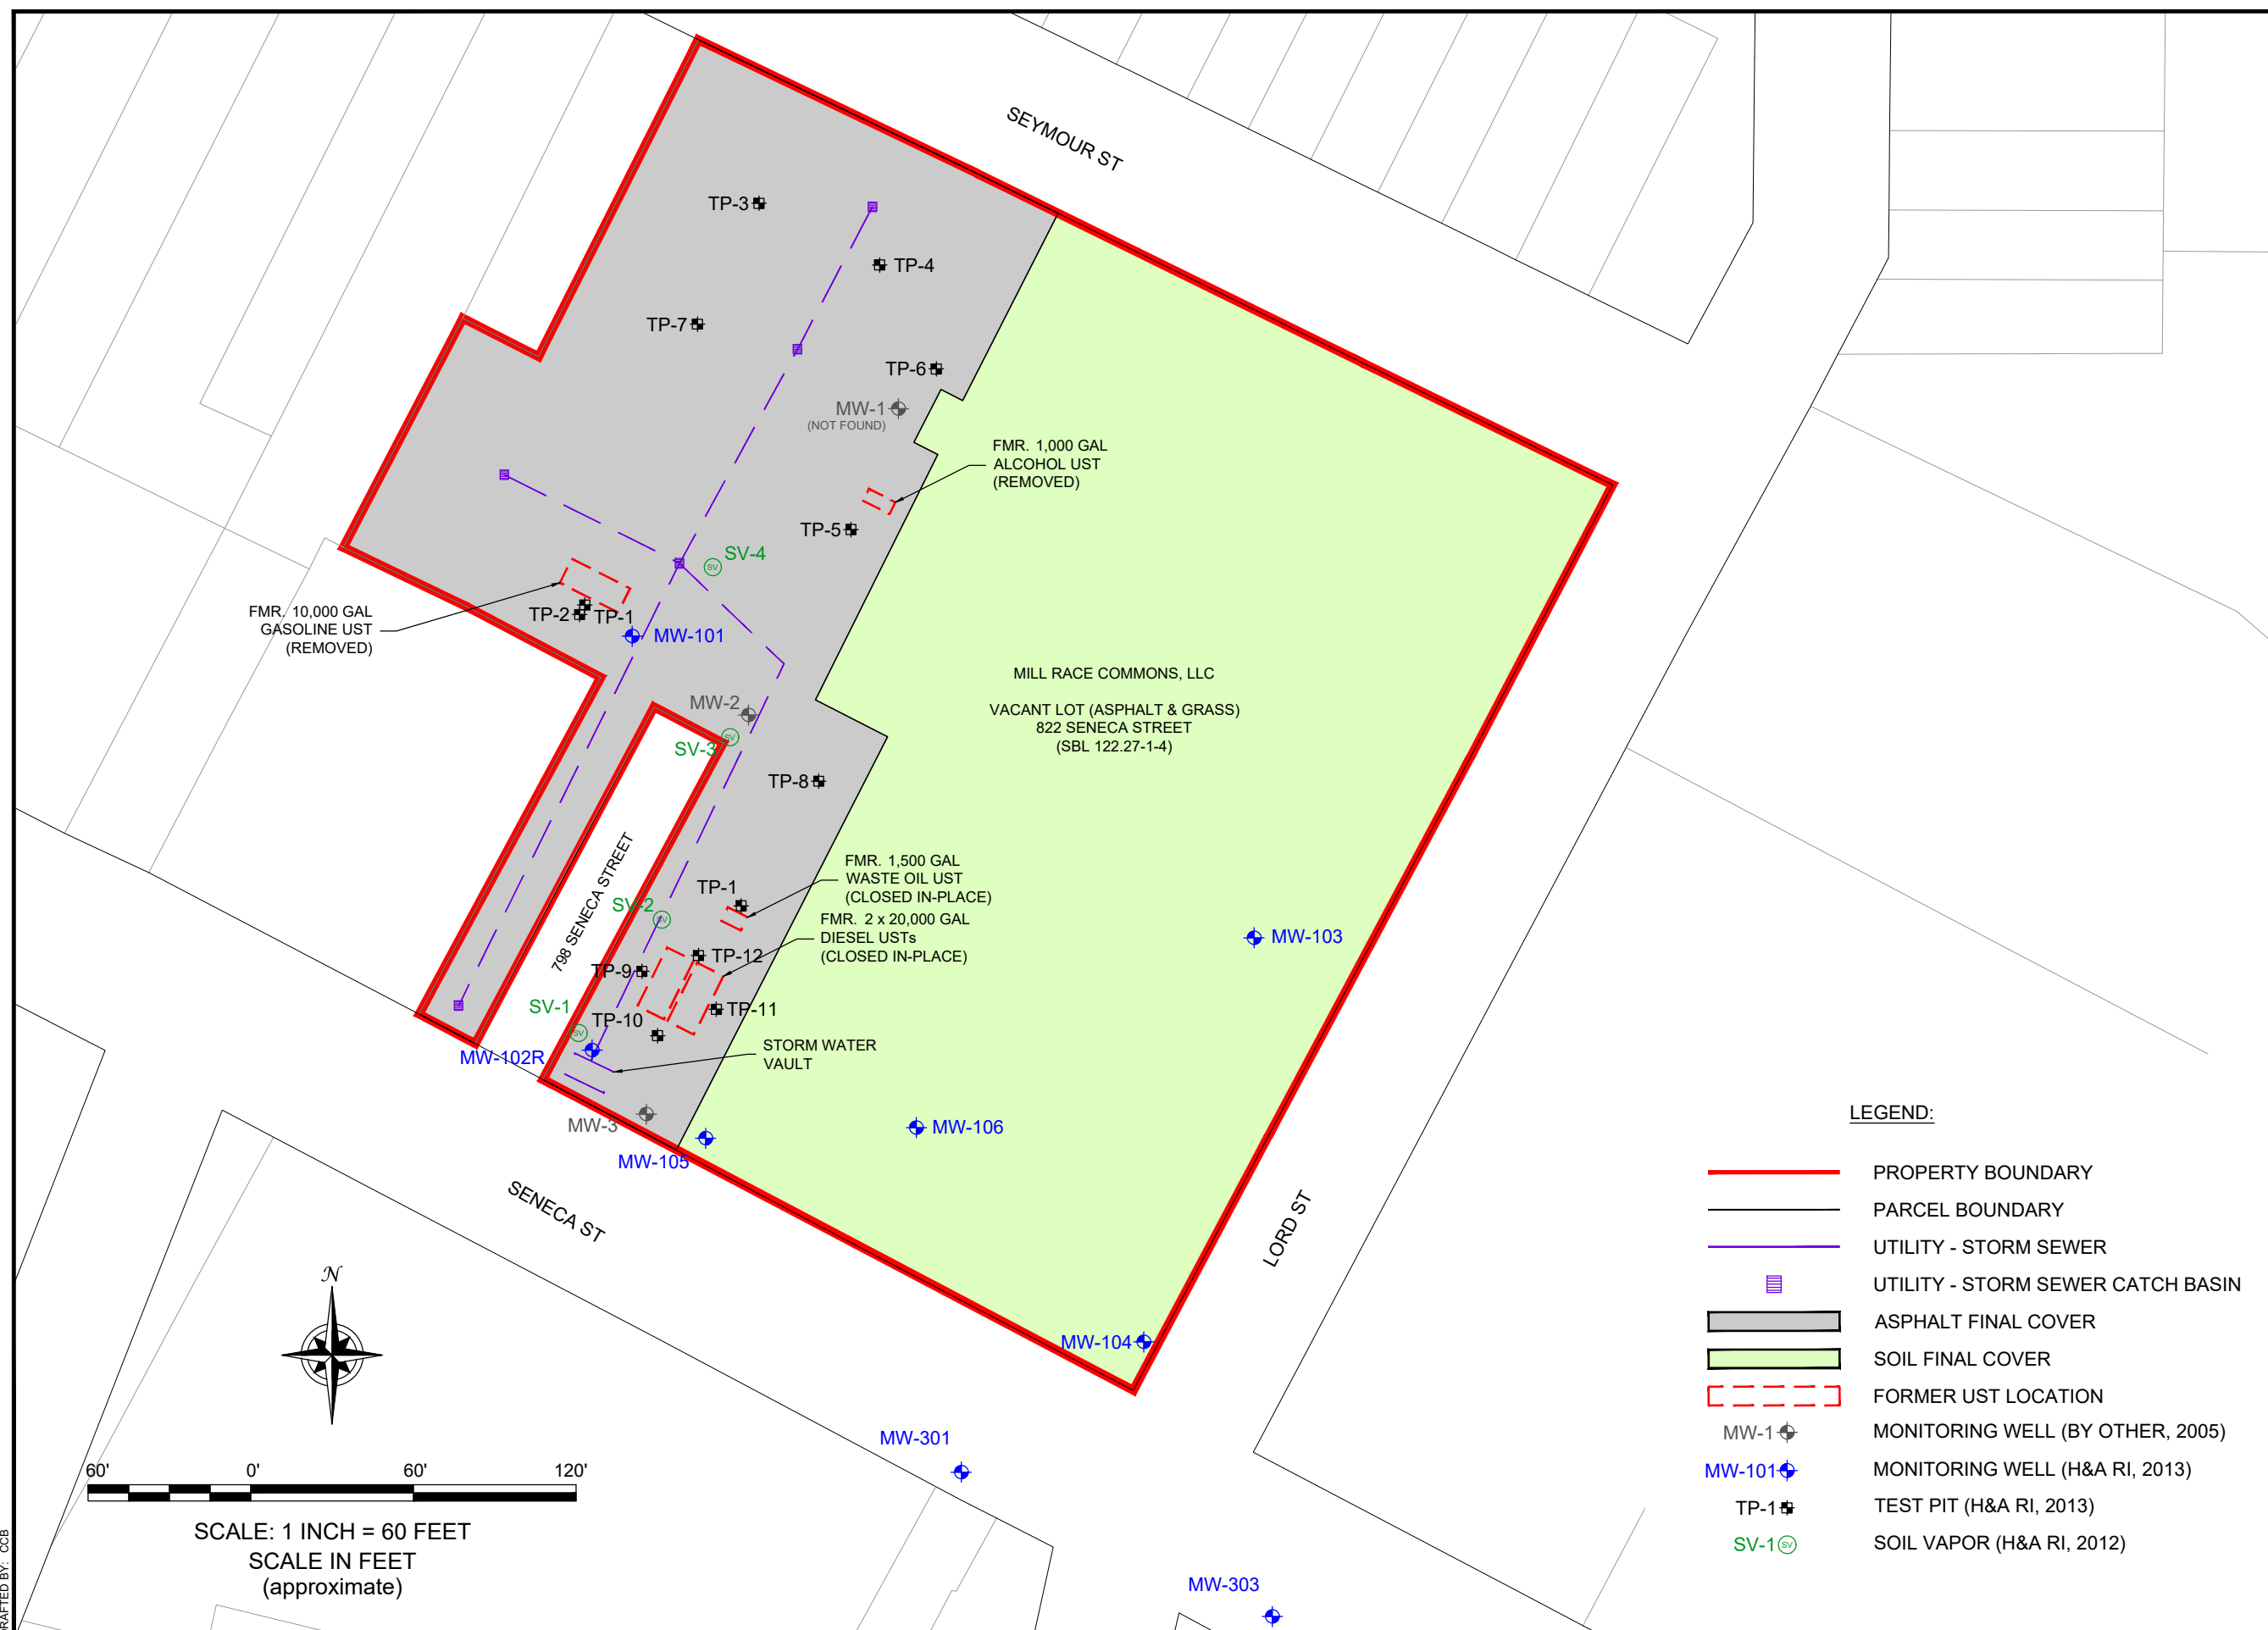 SEYMOUR ST
TP-3
TP-4
TP-7
TP-6
MW-1
(NOT FOUND)
FMR. 1,000 GAL
ALCOHOL UST
(REMOVED)
TP-5
SV-4
SV
FMR. 10,000 GAL
GASOLINE UST
(REMOVED)
TP-2
TP-1
MW-101
MW-2
SV-3
SV
MILL RACE COMMONS, LLC
VACANT LOT (ASPHALT & GRASS)
822 SENECA STREET
(SBL 122.27-1-4)
TP-8
798 SENECA STREET
FMR. 1,500 GAL
WASTE OIL UST
(CLOSED IN-PLACE)
TP-1
SV-2
SV
FMR. 2 x 20,000 GAL
DIESEL USTs
(CLOSED IN-PLACE)
TP-12
TP-9
MW-103
SV-1
SV
TP-10
TP-11
MW-102R
STORM WATER
VAULT
MW-3
MW-105
MW-106
SENECA ST
LORD ST
MW-104
MW-301
MW-303
N
60'
0'
60'
120'
SCALE: 1 INCH = 60 FEET
SCALE IN FEET
(approximate)
DRAFTED BY: CCB
LEGEND:
PROPERTY BOUNDARY
PARCEL BOUNDARY
UTILITY - STORM SEWER
UTILITY - STORM SEWER CATCH BASIN
ASPHALT FINAL COVER
SOIL FINAL COVER
FORMER UST LOCATION
MW-1 MONITORING WELL (BY OTHER, 2005)
MW-101 MONITORING WELL (H&A RI, 2013)
TP-1 TEST PIT (H&A RI, 2013)
SV-1 SV SOIL VAPOR (H&A RI, 2012)